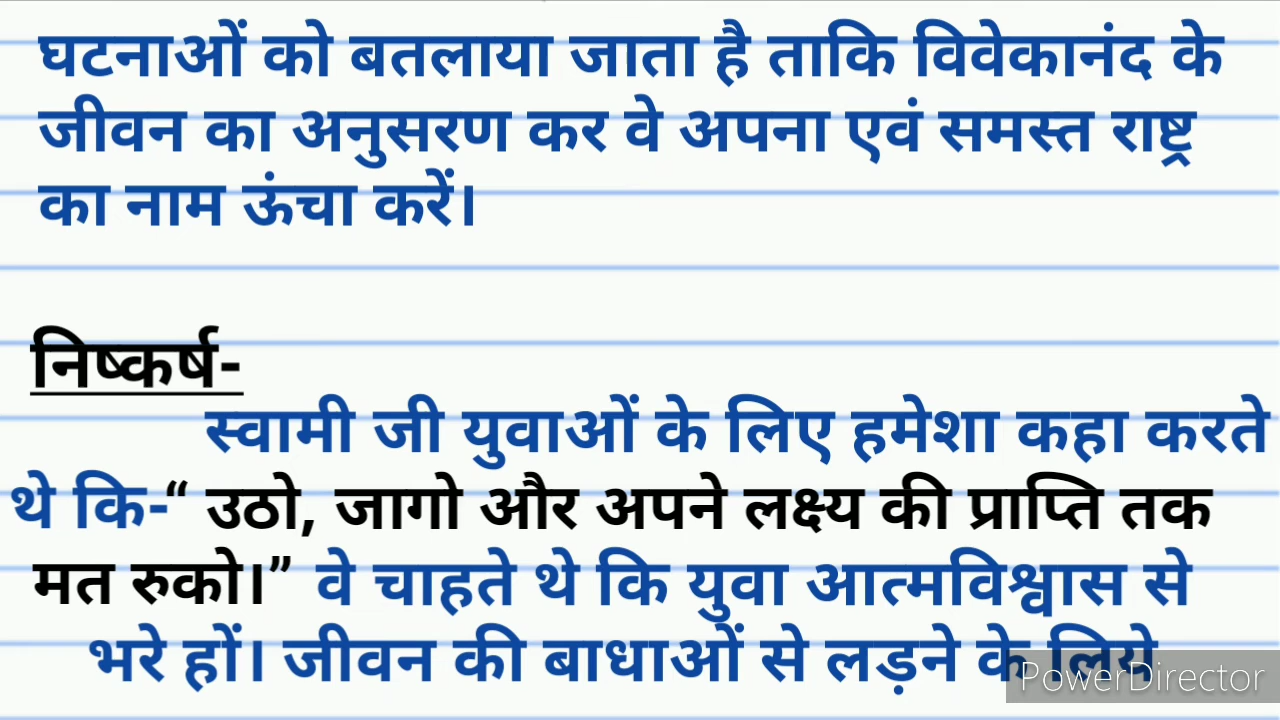 घटनाओं को बतलाया जाता है ताकि विवेकानंद के
जीवन का अनुसरण कर वे अपना एवं समस्त राष्ट्र
का नाम ऊंचा करें।
निष्कर्ष-
स्वामी जी युवाओं के लिए हमेशा कहा करते
थे कि-“ उठो, जागो और अपने लक्ष्य की प्राप्ति तक
मत रुको।” वे चाहते थे कि युवा आत्मविश्वास से
भरे हों। जीवन की बाधाओं से लड़ने के लिये
PowerDirector